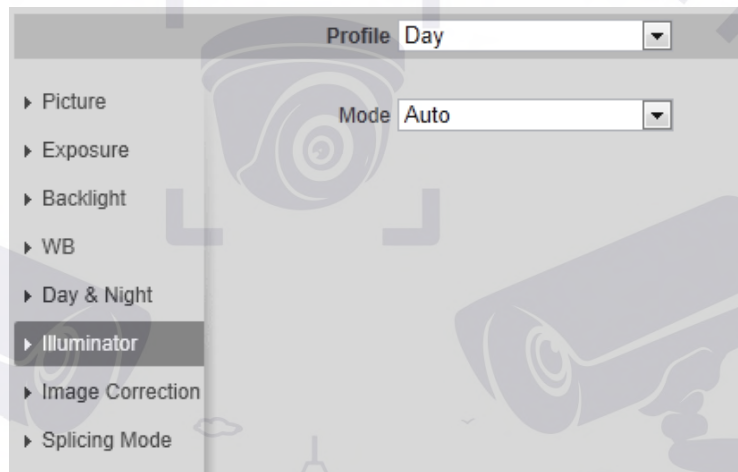 Profile Day
Picture
Mode Auto
Exposure
Backlight
WB
Day & Night
Illuminator
Image Correction
Splicing Mode